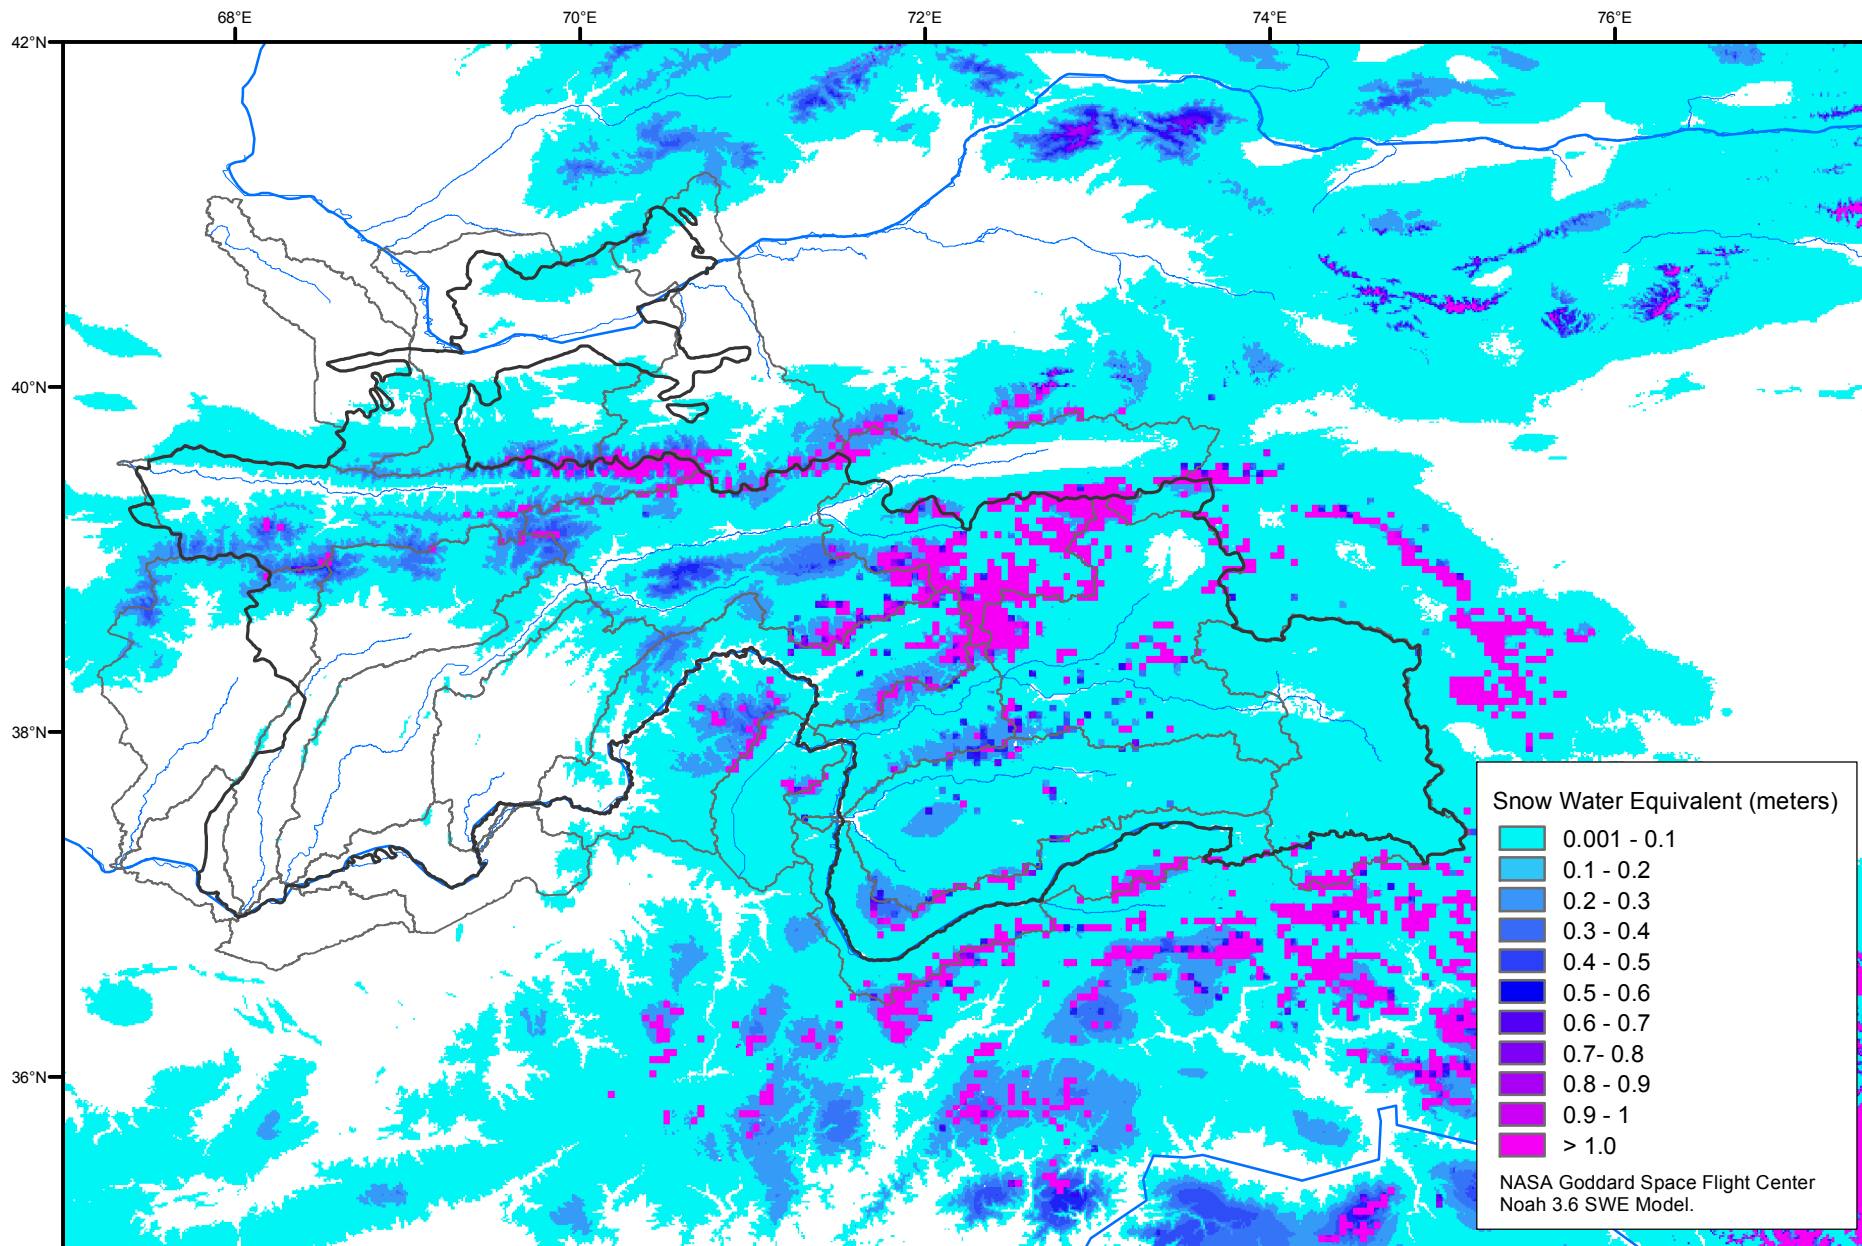 68°E 70°E 72°E 74°E 76°E
42°N
40°N
38°N
36°N
Snow Water Equivalent (meters)
0.001 - 0.1
0.1 - 0.2
0.2 - 0.3
0.3 - 0.4
0.4 - 0.5
0.5 - 0.6
0.6 - 0.7
0.7- 0.8
0.8 - 0.9
0.9 - 1
> 1.0
NASA Goddard Space Flight Center
Noah 3.6 SWE Model.